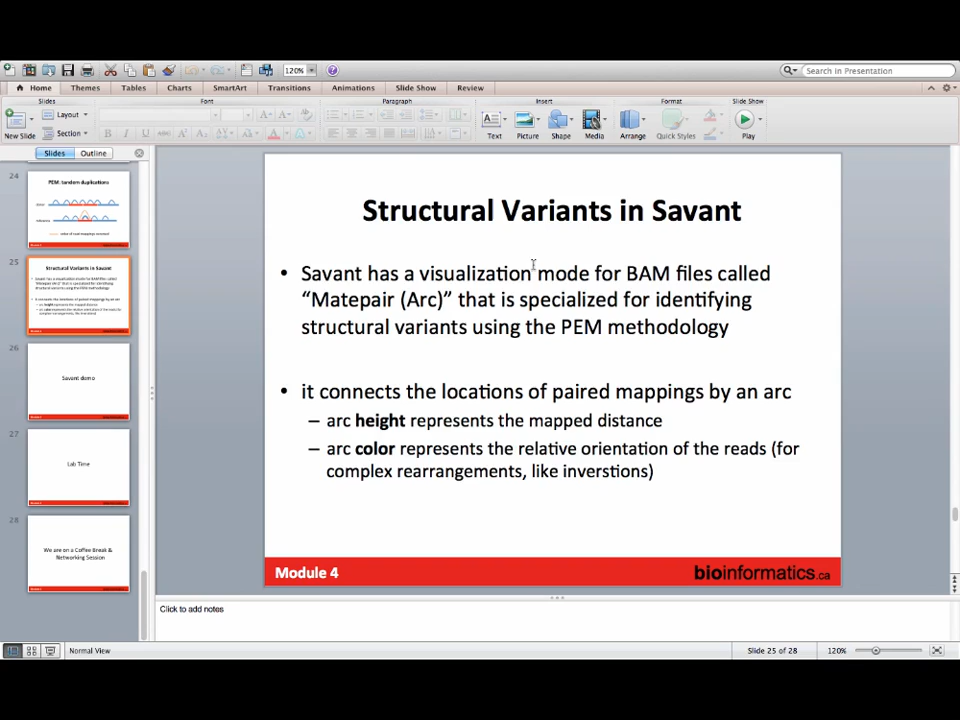 120%
Search in Presentation
Home Themes Tables Charts SmartArt Transitions Animations Slide Show Review
Slides Font Paragraph Insert Format Slide Show
Layout
Section
New Slide
B I U ABC
Text Picture Shape Media Arrange Quick Styles Play
Slides Outline
24
PEM: tandem duplications
25
Structural Variants in Savant
26
Savant demo
27
Lab Time
28
We are on a Coffee Break &
Networking Session
Structural Variants in Savant
• Savant has a visualization mode for BAM files called
“Matepair (Arc)” that is specialized for identifying
structural variants using the PEM methodology
• it connects the locations of paired mappings by an arc
– arc height represents the mapped distance
– arc color represents the relative orientation of the reads (for
complex rearrangements, like inverstions)
Module 4
bioinformatics.ca
Click to add notes
Normal View
Slide 25 of 28
120%